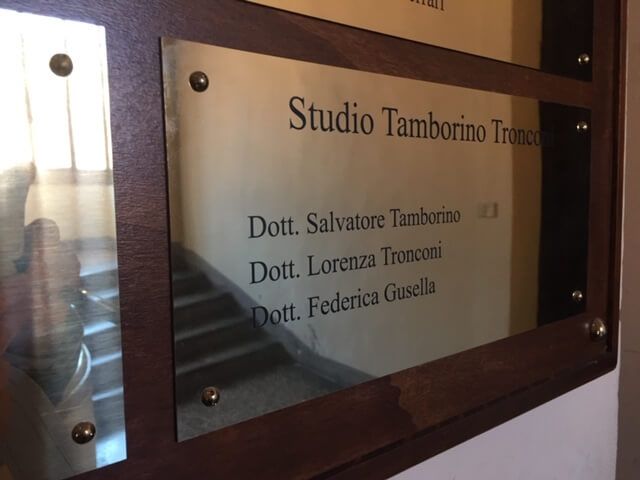 Studio Tamborino Tronconi
Dott. Salvatore Tamborino
Dott. Lorenza Tronconi
Dott. Federica Gusella